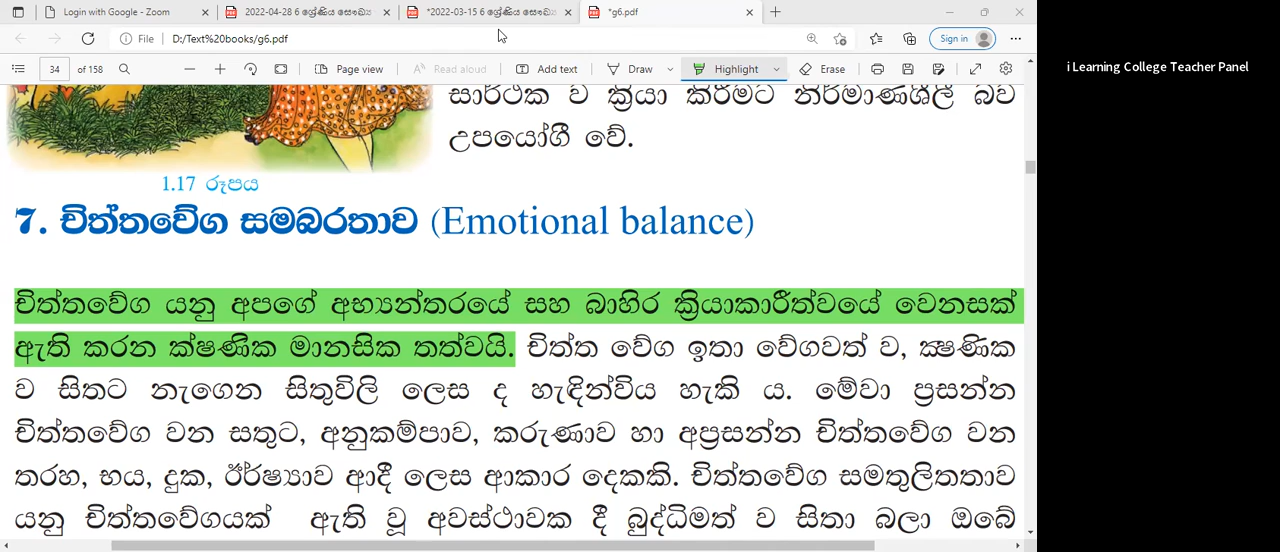 Login with Google - Zoom
2022-04-28 6 ශ්‍රේණිය සෞඛ්‍ය
*2022-03-15 6 ශ්‍රේණිය සෞඛ්‍ය
*g6.pdf
File D:/Text%20books/g6.pdf
Sign in
34 of 158
Page view
Read aloud
Add text
Draw
Highlight
Erase
i Learning College Teacher Panel
සාර්ථක ව ක්‍රියා කිරීමට නිර්මාණශීලී බව
උපයෝගී වේ.
1.17 රූපය
7. චිත්තවේග සමබරතාව (Emotional balance)
චිත්තවේග යනු අපගේ අභ්‍යන්තරයේ සහ බාහිර ක්‍රියාකාරීත්වයේ වෙනසක්
ඇති කරන ක්ෂණික මානසික තත්වයි. චිත්ත වේග ඉතා වේගවත් ව, ක්‍ෂණික
ව සිතට නැගෙන සිතුවිලි ලෙස ද හැඳින්විය හැකි ය. මේවා ප්‍රසන්න
චිත්තවේග වන සතුට, අනුකම්පාව, කරුණාව හා අප්‍රසන්න චිත්තවේග වන
තරහ, භය, දුක, ඊර්ෂ්‍යාව ආදී ලෙස ආකාර දෙකකි. චිත්තවේග සමතුලිතතාව
යනු චිත්තවේගයක් ඇති වූ අවස්ථාවක දී බුද්ධිමත් ව සිතා බලා ඔබේ